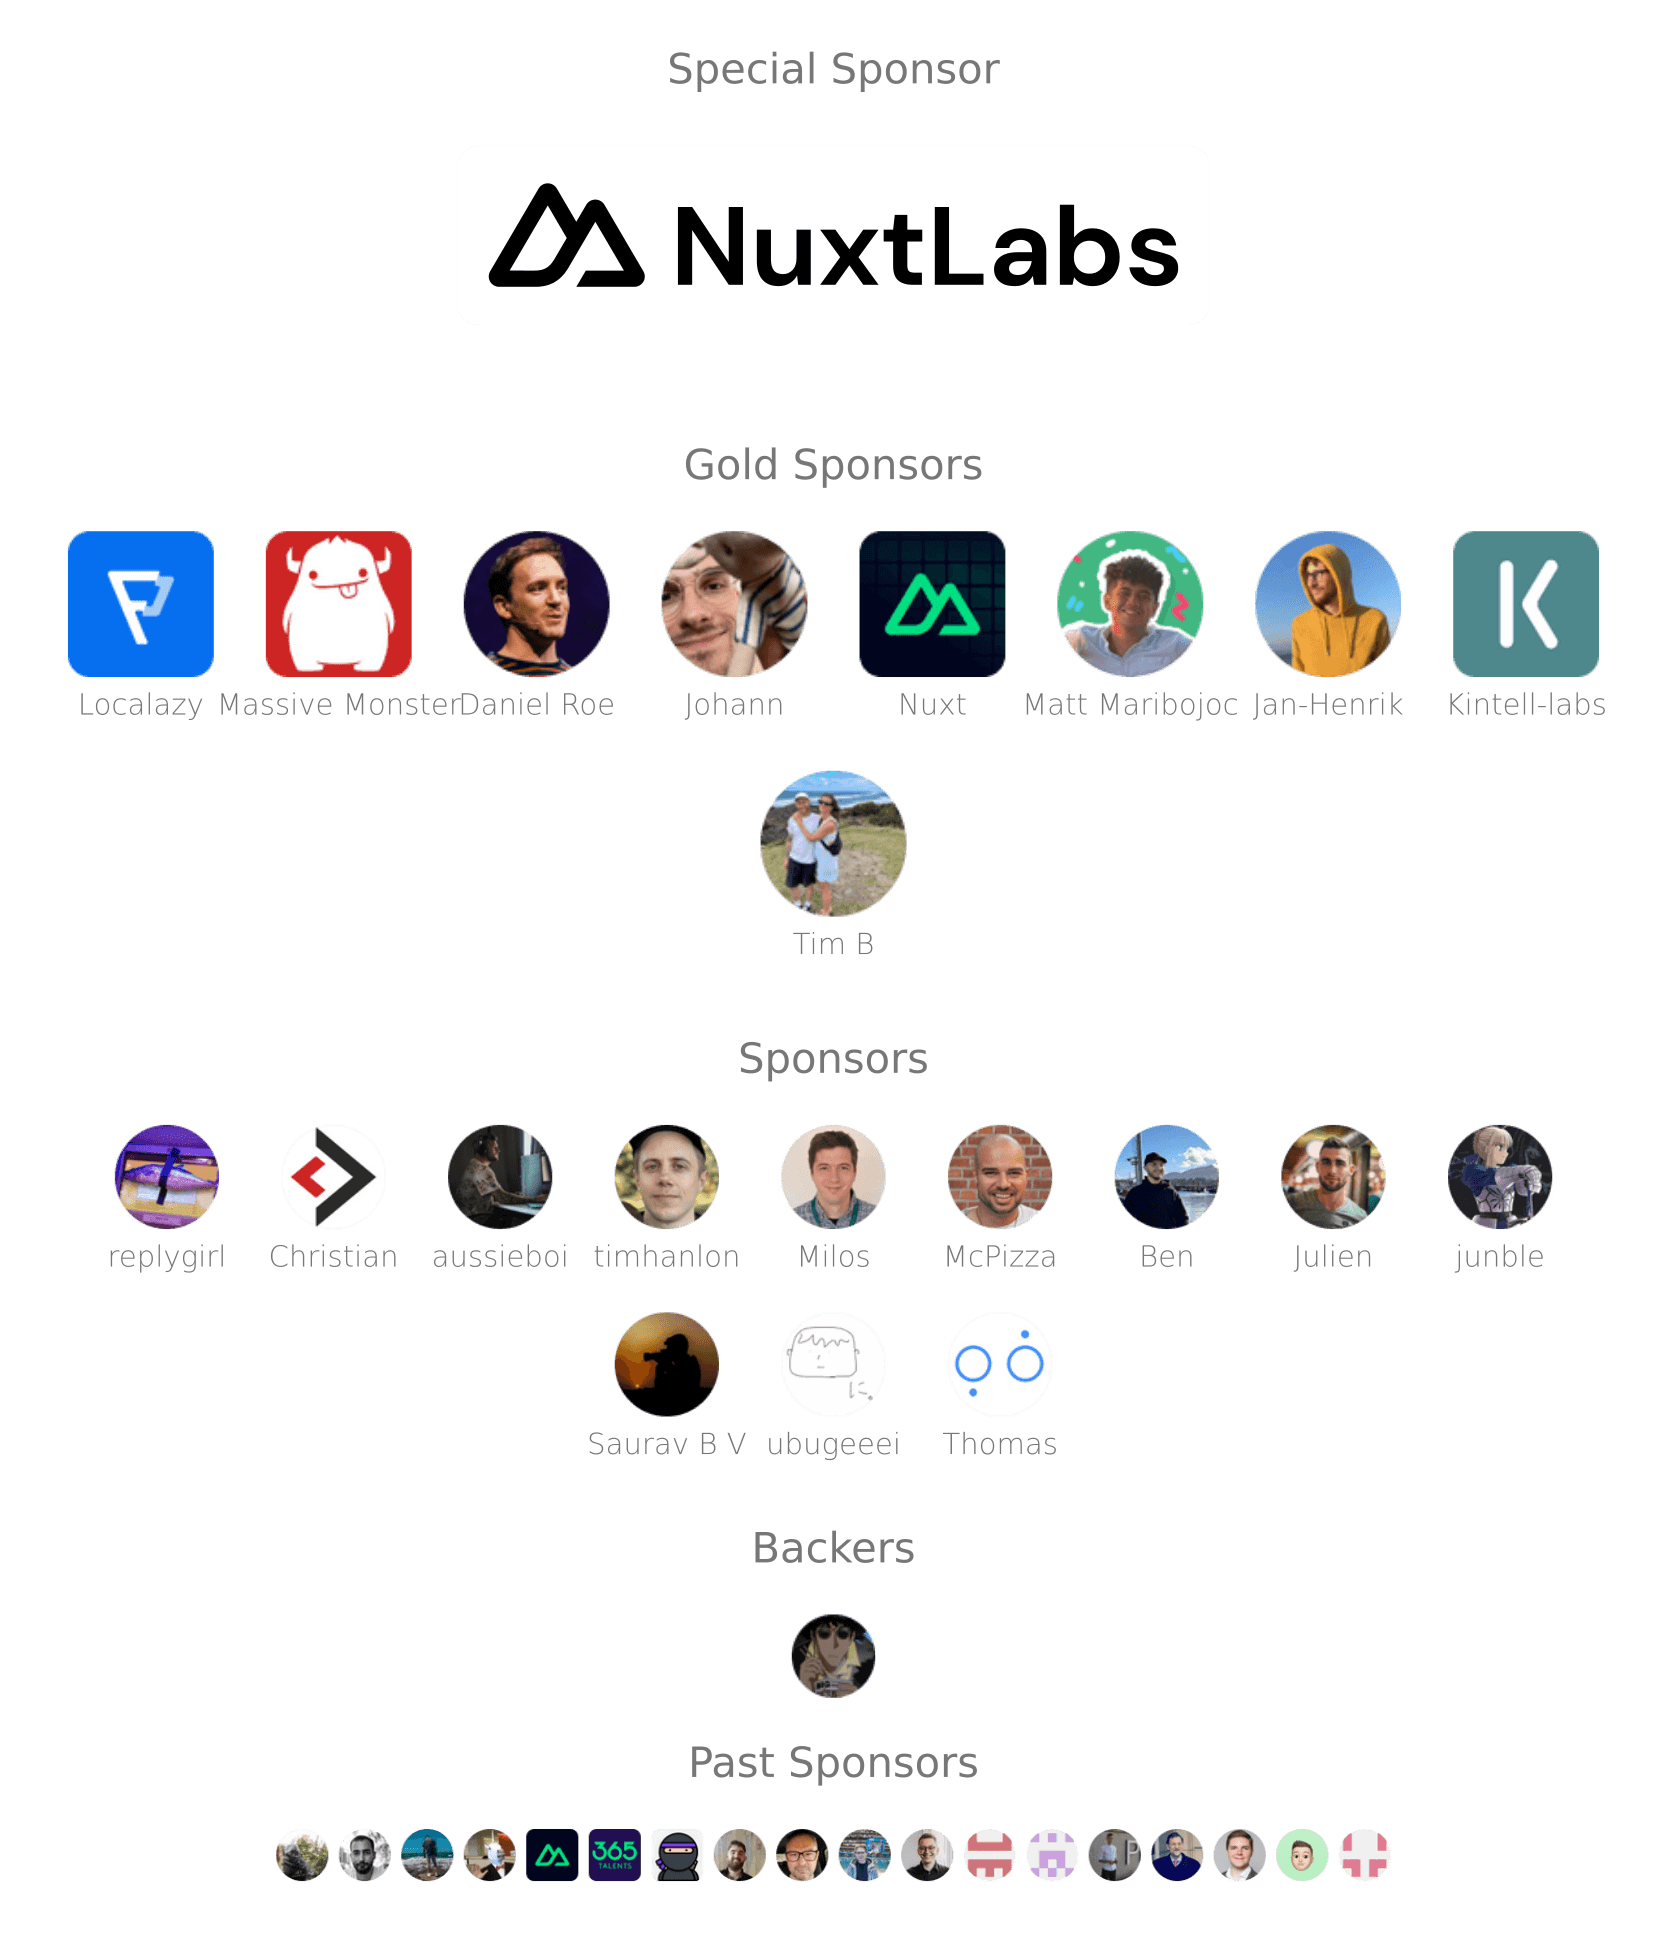 Special Sponsor
NuxtLabs
Gold Sponsors
Localazy Massive Monster Daniel Roe Johann Nuxt Matt Maribojoc Jan-Henrik Kintell-labs
Tim B
Sponsors
replygirl Christian aussieboi timhanlon Milos McPizza Ben Julien junble
Saurav B V ubugeeei Thomas
Backers
Past Sponsors
365
TALENTS